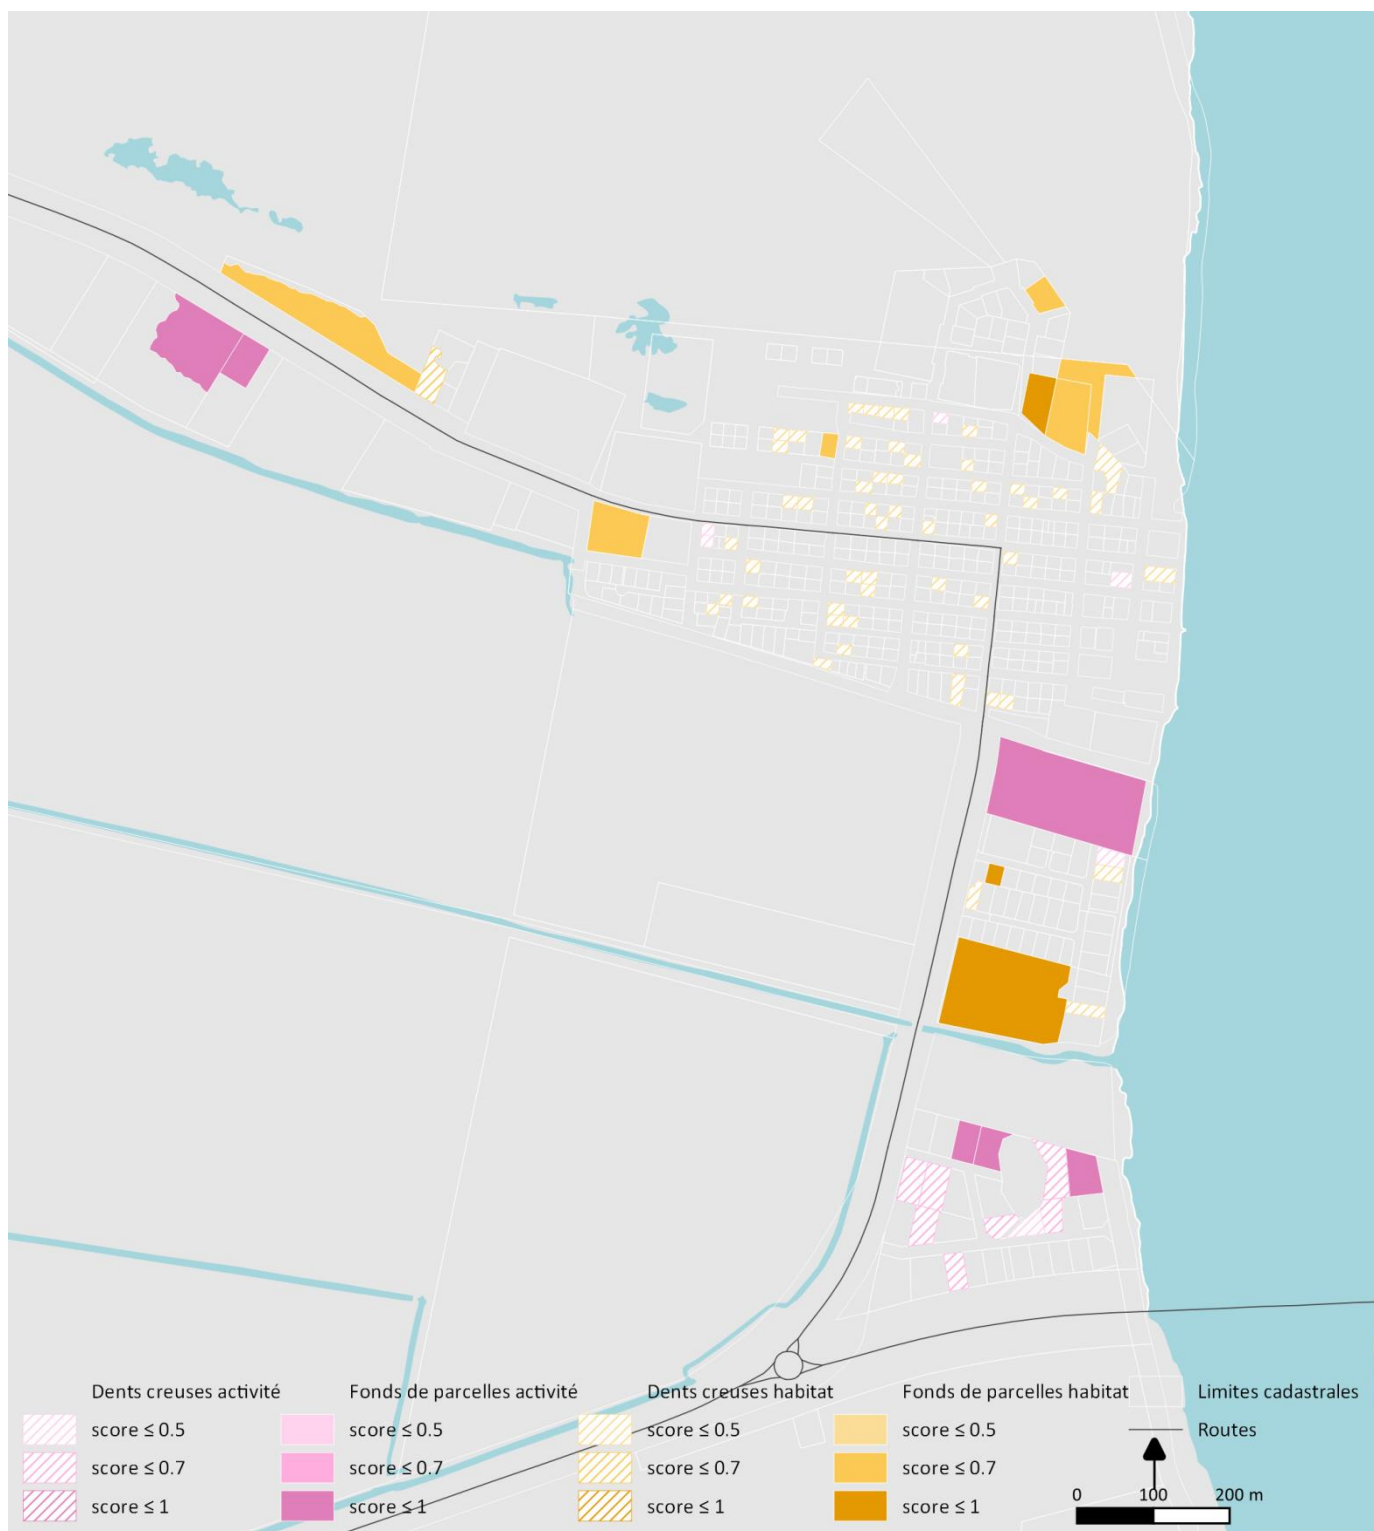 Dents creuses activité
score ≤ 0.5
score ≤ 0.7
score ≤ 1
Fonds de parcelles activité
score ≤ 0.5
score ≤ 0.7
score ≤ 1
Dents creuses habitat
score ≤ 0.5
score ≤ 0.7
score ≤ 1
Fonds de parcelles habitat
score ≤ 0.5
score ≤ 0.7
score ≤ 1
Limites cadastrales
Routes
0 100 200 m